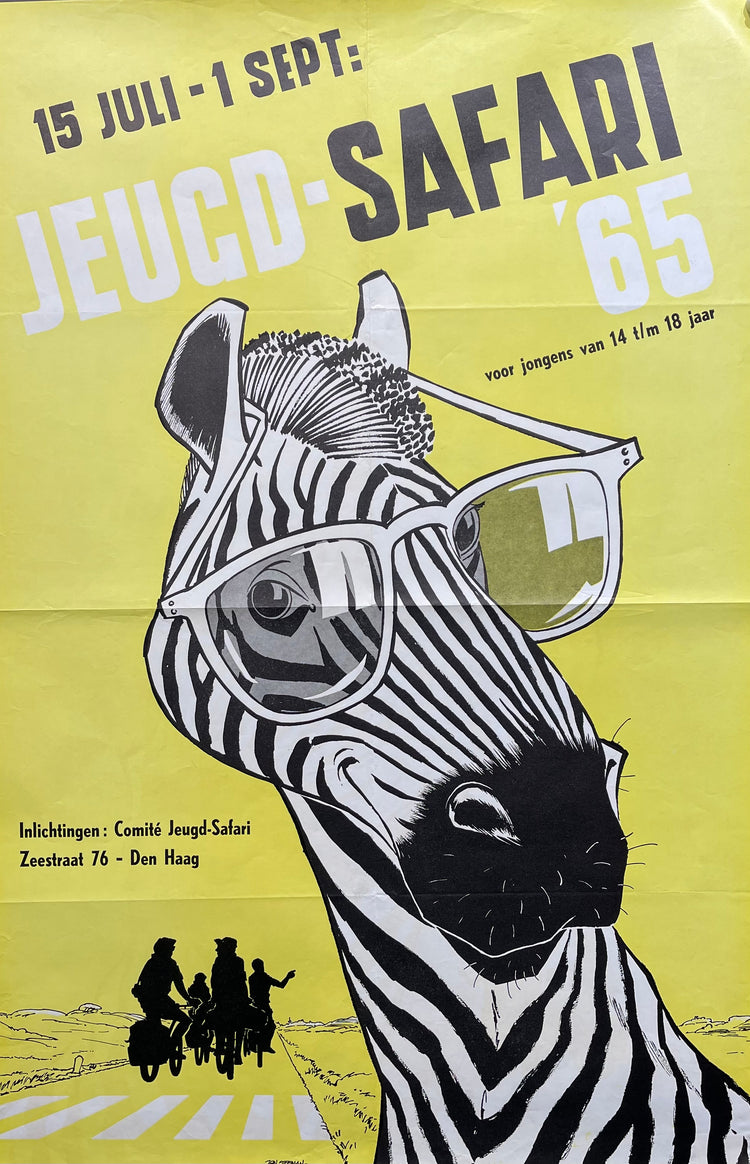 15 JULI - 1 SEPT:
JEUGD-SAFARI
'65
voor jongens van 14 t/m 18 jaar
Inlichtingen: Comité Jeugd-Safari
Zeestraat 76 - Den Haag